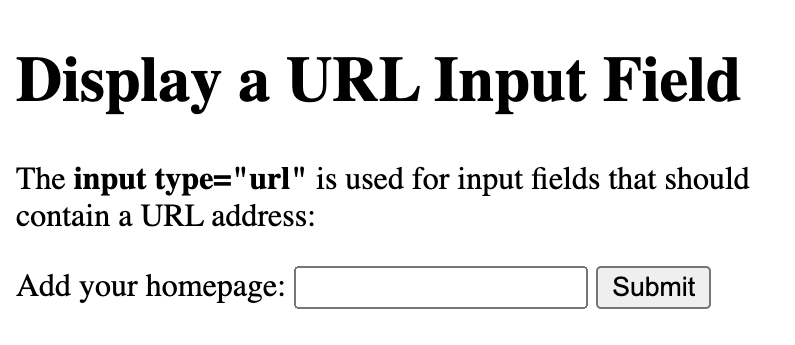 Display a URL Input Field
The input type="url" is used for input fields that should
contain a URL address:
Add your homepage: Submit